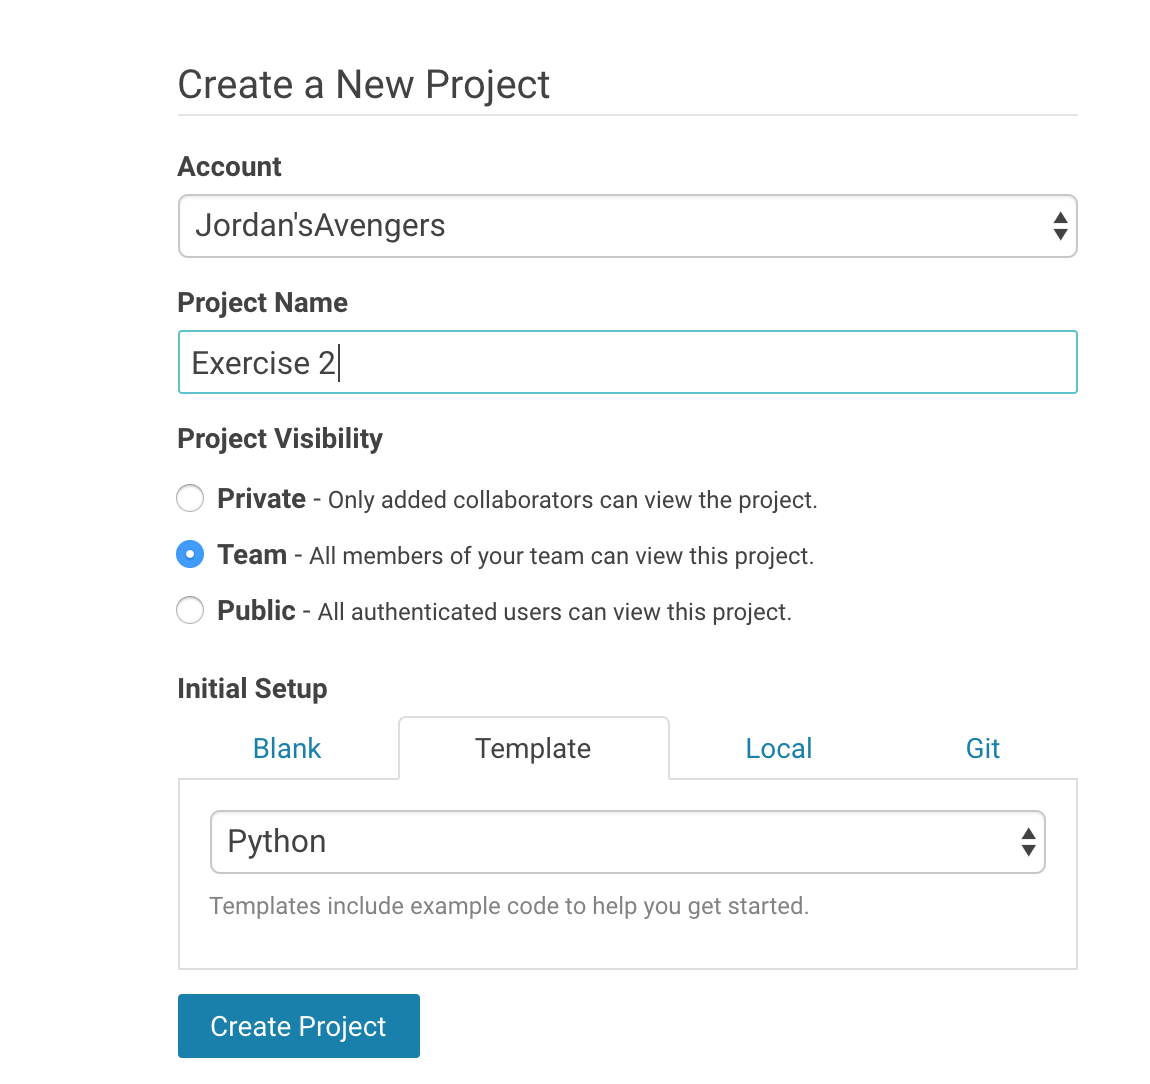 Create a New Project
Account
Jordan'sAvengers
Project Name
Exercise 2
Project Visibility
Private - Only added collaborators can view the project.
Team - All members of your team can view this project.
Public - All authenticated users can view this project.
Initial Setup
Blank Template Local Git
Python
Templates include example code to help you get started.
Create Project